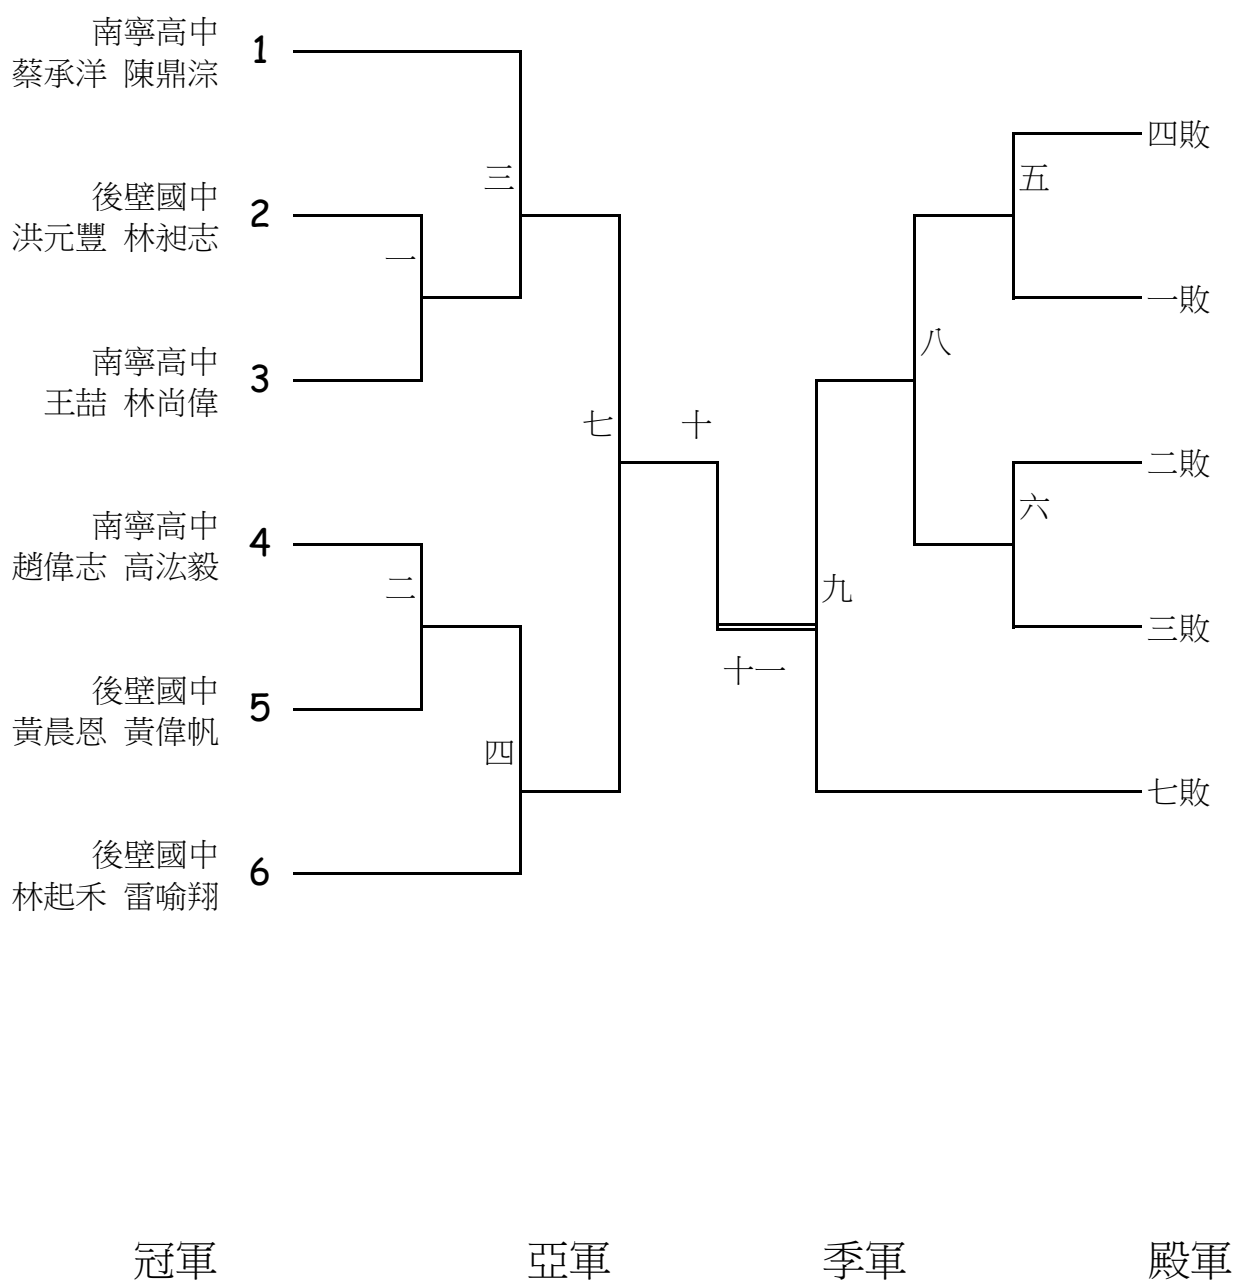 南寧高中
蔡承洋 陳鼎淙
1
後壁國中
洪元豐 林昶志
2
南寧高中
王喆 林尚偉
3
南寧高中
趙偉志 高汯毅
4
後壁國中
黃晨恩 黃偉帆
5
後壁國中
林起禾 雷喻翔
6
一
二
三
四
七
十
十一
九
八
五
六
四敗
一敗
二敗
三敗
七敗
冠軍 亞軍 季軍 殿軍